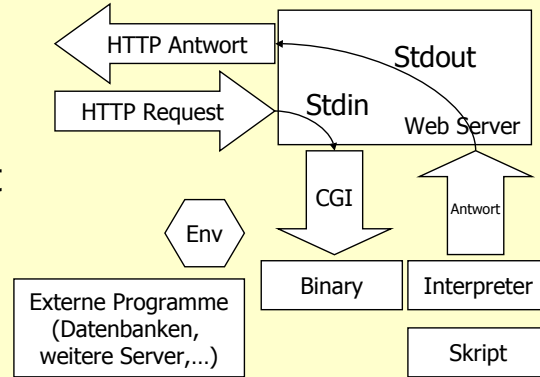 HTTP Antwort
Stdout
HTTP Request
Stdin
Web Server
CGI
Antwort
Env
Binary
Interpreter
Externe Programme
(Datenbanken,
weitere Server,...)
Skript